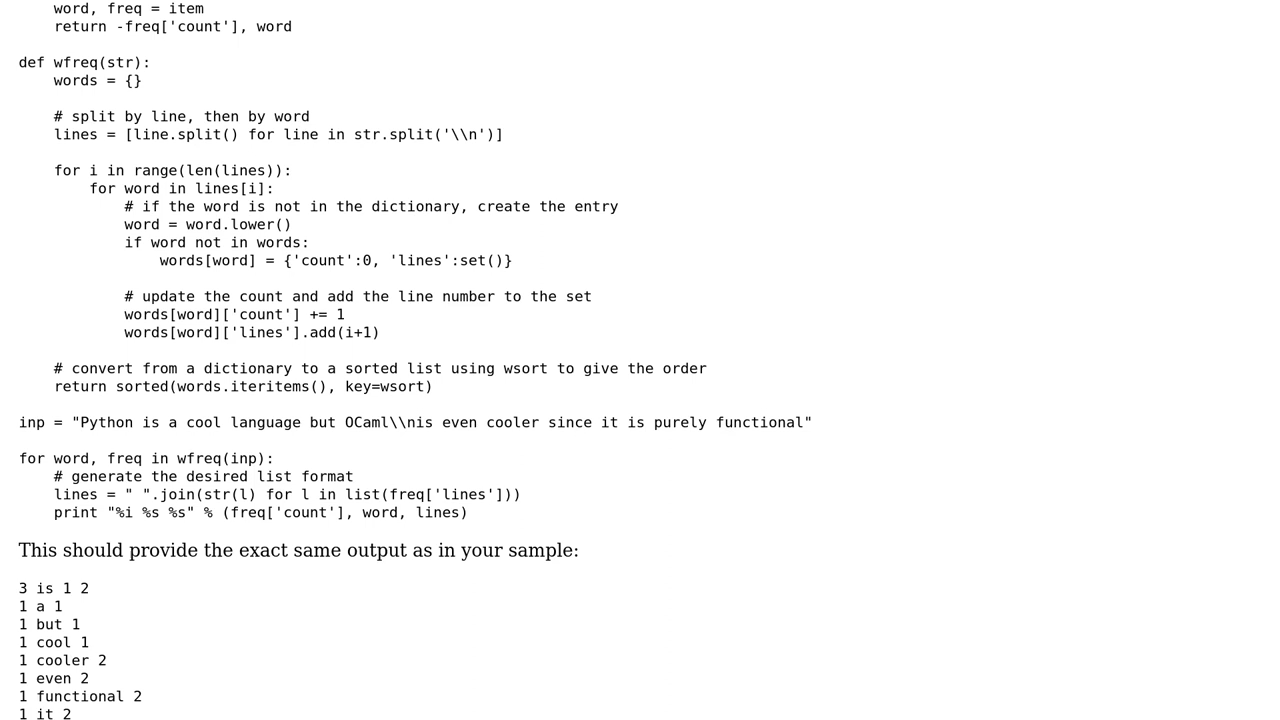 word, freq = item
    return -freq['count'], word

def wfreq(str):
    words = {}

    # split by line, then by word
    lines = [line.split() for line in str.split('\\n')]

    for i in range(len(lines)):
        for word in lines[i]:
            # if the word is not in the dictionary, create the entry
            word = word.lower()
            if word not in words:
                words[word] = {'count':0, 'lines':set()}

            # update the count and add the line number to the set
            words[word]['count'] += 1
            words[word]['lines'].add(i+1)

    # convert from a dictionary to a sorted list using wsort to give the order
    return sorted(words.iteritems(), key=wsort)

inp = "Python is a cool language but OCaml\\nis even cooler since it is purely functional"

for word, freq in wfreq(inp):
    # generate the desired list format
    lines = " ".join(str(l) for l in list(freq['lines']))
    print "%i %s %s" % (freq['count'], word, lines)

This should provide the exact same output as in your sample:

3 is 1 2
1 a 1
1 but 1
1 cool 1
1 cooler 2
1 even 2
1 functional 2
1 it 2